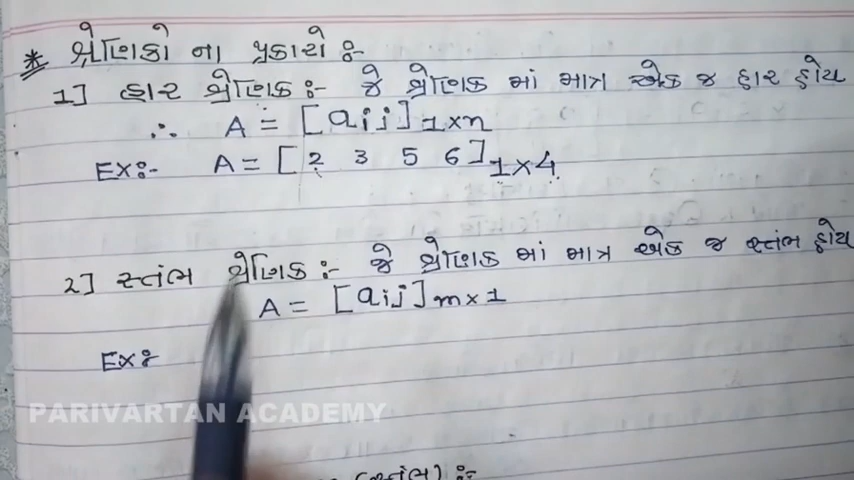 * શ્રેણિકો ના પ્રકારો :-
1] હાર શ્રેણિક :- જે શ્રેણિક માં માત્ર એક જ હાર હોય
∴ A = [aij]1×n
EX:- A = [2 3 5 6]1×4
2] સ્તંભ શ્રેણિક :- જે શ્રેણિક માં માત્ર એક જ સ્તંભ હોય
A = [aij]m×1
EX:
PARIVARTAN ACADEMY